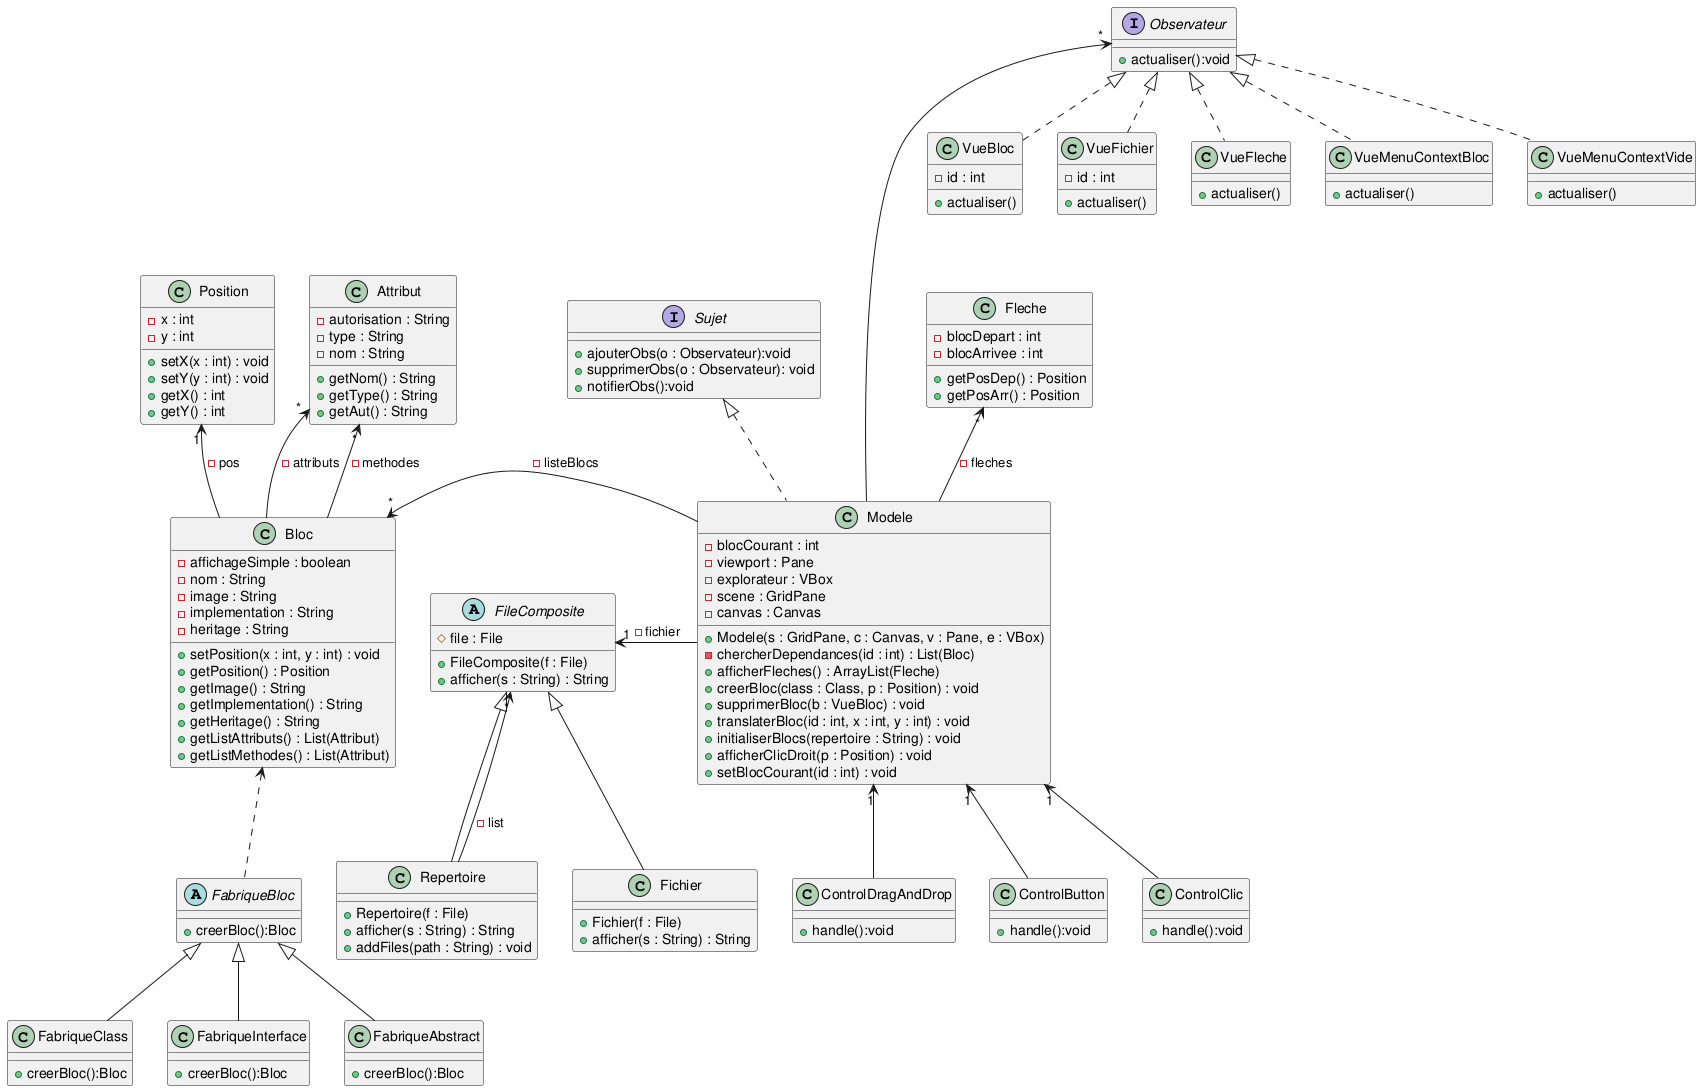 I Observateur
*
+ actualiser():void
C VueBloc
id : int
actualiser()
C VueFichier
id : int
actualiser()
C VueFleche
actualiser()
C VueMenuContextBloc
actualiser()
C VueMenuContextVide
actualiser()
C Position
x : int
y : int
setX(x : int) : void
setY(y : int) : void
getX() : int
getY() : int
C Attribut
autorisation : String
type : String
nom : String
getNom() : String
getType() : String
getAut() : String
I Sujet
ajouterObs(o : Observateur):void
supprimerObs(o : Observateur): void
notifierObs():void
C Fleche
blocDepart : int
blocArrivee : int
getPosDep() : Position
getPosArr() : Position
1
*
*
*
pos
attributs
methodes
listeBlocs
fleches
*
C Bloc
affichageSimple : boolean
nom : String
image : String
implementation : String
heritage : String
setPosition(x : int, y : int) : void
getPosition() : Position
getImage() : String
getImplementation() : String
getHeritage() : String
getListAttributs() : List(Attribut)
getListMethodes() : List(Attribut)
A FileComposite
file : File
FileComposite(f : File)
afficher(s : String) : String
1
fichier
C Modele
blocCourant : int
viewport : Pane
explorateur : VBox
scene : GridPane
canvas : Canvas
Modele(s : GridPane, c : Canvas, v : Pane, e : VBox)
chercherDependances(id : int) : List(Bloc)
afficherFleches() : ArrayList(Fleche)
creerBloc(class : Class, p : Position) : void
supprimerBloc(b : VueBloc) : void
translaterBloc(id : int, x : int, y : int) : void
initialiserBlocs(repertoire : String) : void
afficherClicDroit(p : Position) : void
setBlocCourant(id : int) : void
*
list
1
1
1
A FabriqueBloc
creerBloc():Bloc
C Repertoire
Repertoire(f : File)
afficher(s : String) : String
addFiles(path : String) : void
C Fichier
Fichier(f : File)
afficher(s : String) : String
C ControlDragAndDrop
handle():void
C ControlButton
handle():void
C ControlClic
handle():void
C FabriqueClass
creerBloc():Bloc
C FabriqueInterface
creerBloc():Bloc
C FabriqueAbstract
creerBloc():Bloc